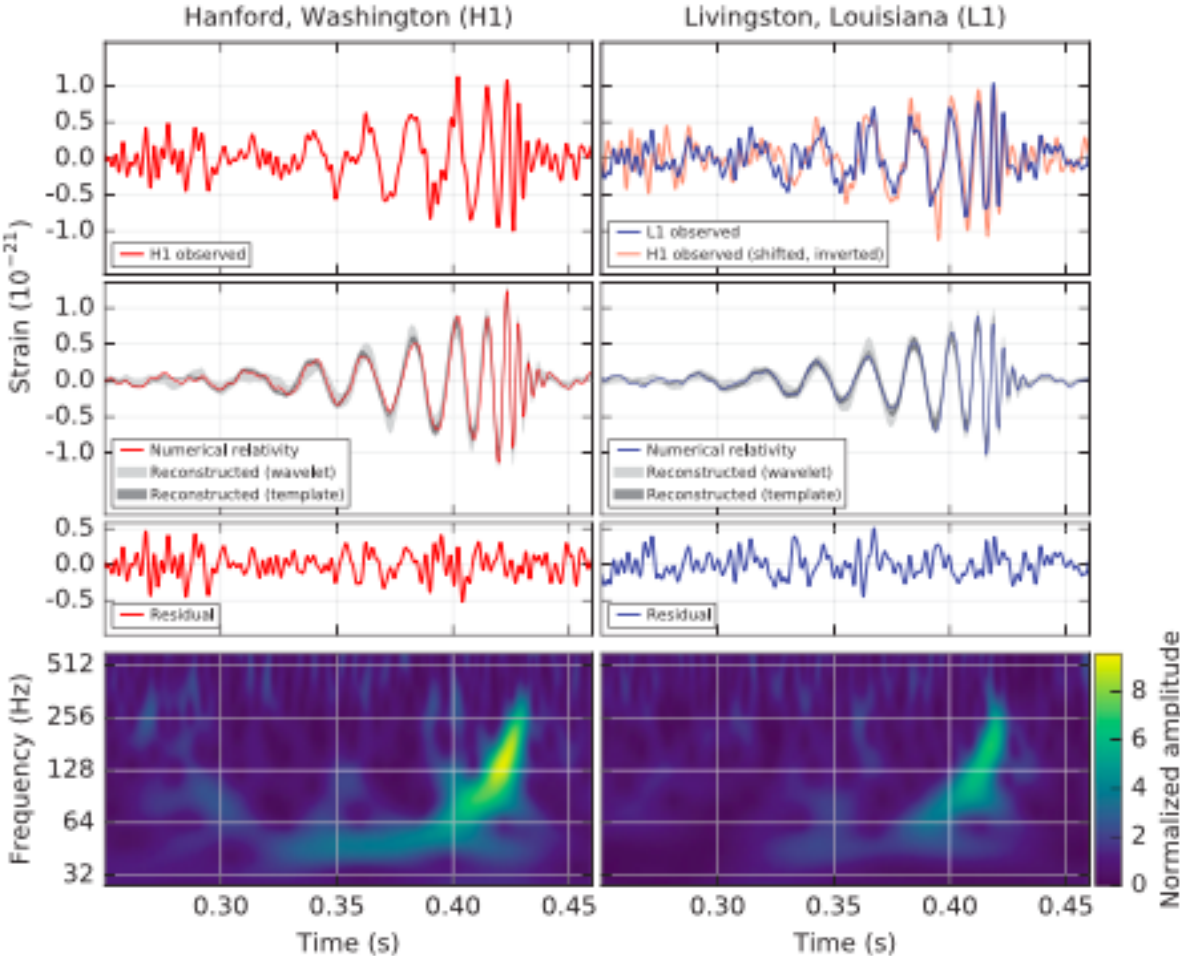 Hanford, Washington (H1)
Livingston, Louisiana (L1)
1.0
0.5
0.0
-0.5
-1.0
H1 observed
L1 observed
H1 observed (shifted, inverted)
Strain (10⁻²¹)
1.0
0.5
0.0
-0.5
-1.0
Numerical relativity
Reconstructed (wavelet)
Reconstructed (template)
Numerical relativity
Reconstructed (wavelet)
Reconstructed (template)
0.5
0.0
-0.5
Residual
Residual
Frequency (Hz)
512
256
128
64
32
Normalized amplitude
8
6
4
2
0
0.30 0.35 0.40 0.45
0.30 0.35 0.40 0.45
Time (s)
Time (s)